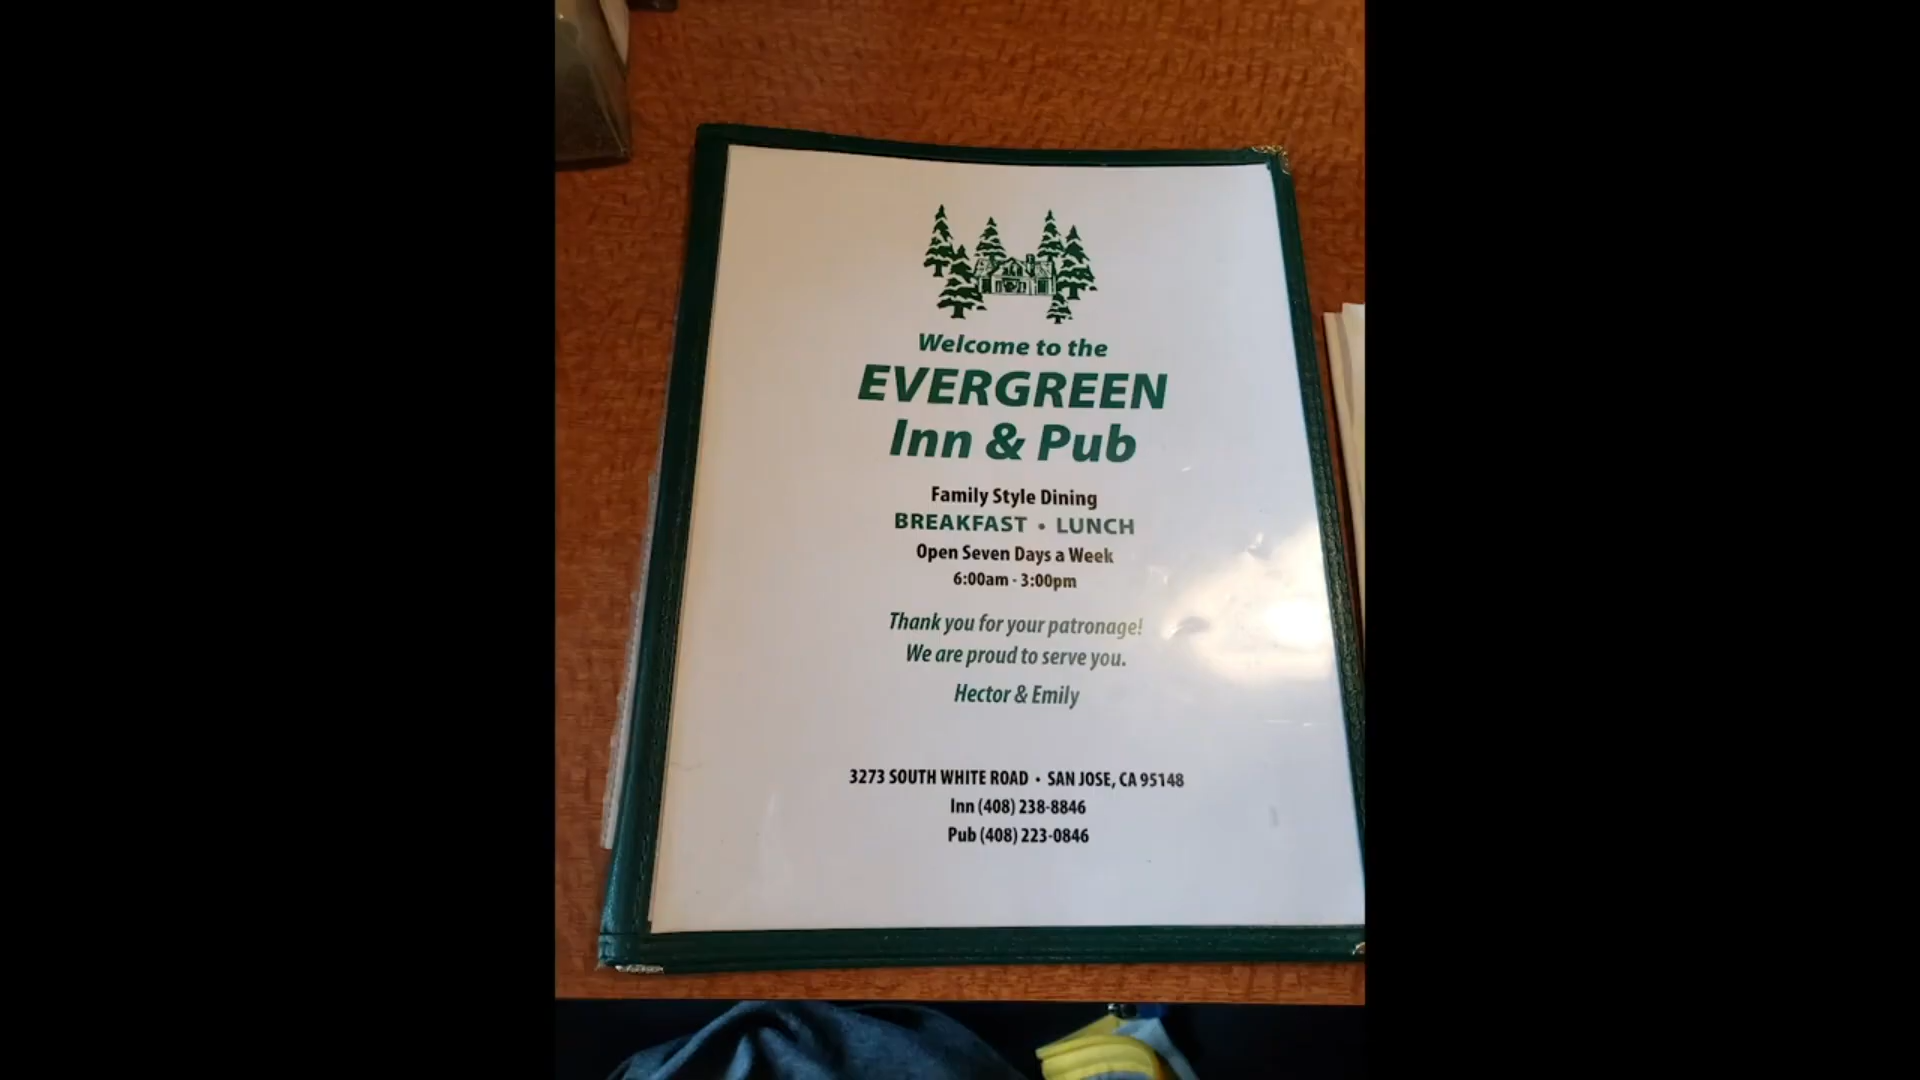 Welcome to the
EVERGREEN
Inn & Pub
Family Style Dining
BREAKFAST • LUNCH
Open Seven Days a Week
6:00am - 3:00pm
Thank you for your patronage!
We are proud to serve you.
Hector & Emily
3273 SOUTH WHITE ROAD • SAN JOSE, CA 95148
Inn (408) 238-8846
Pub (408) 223-0846